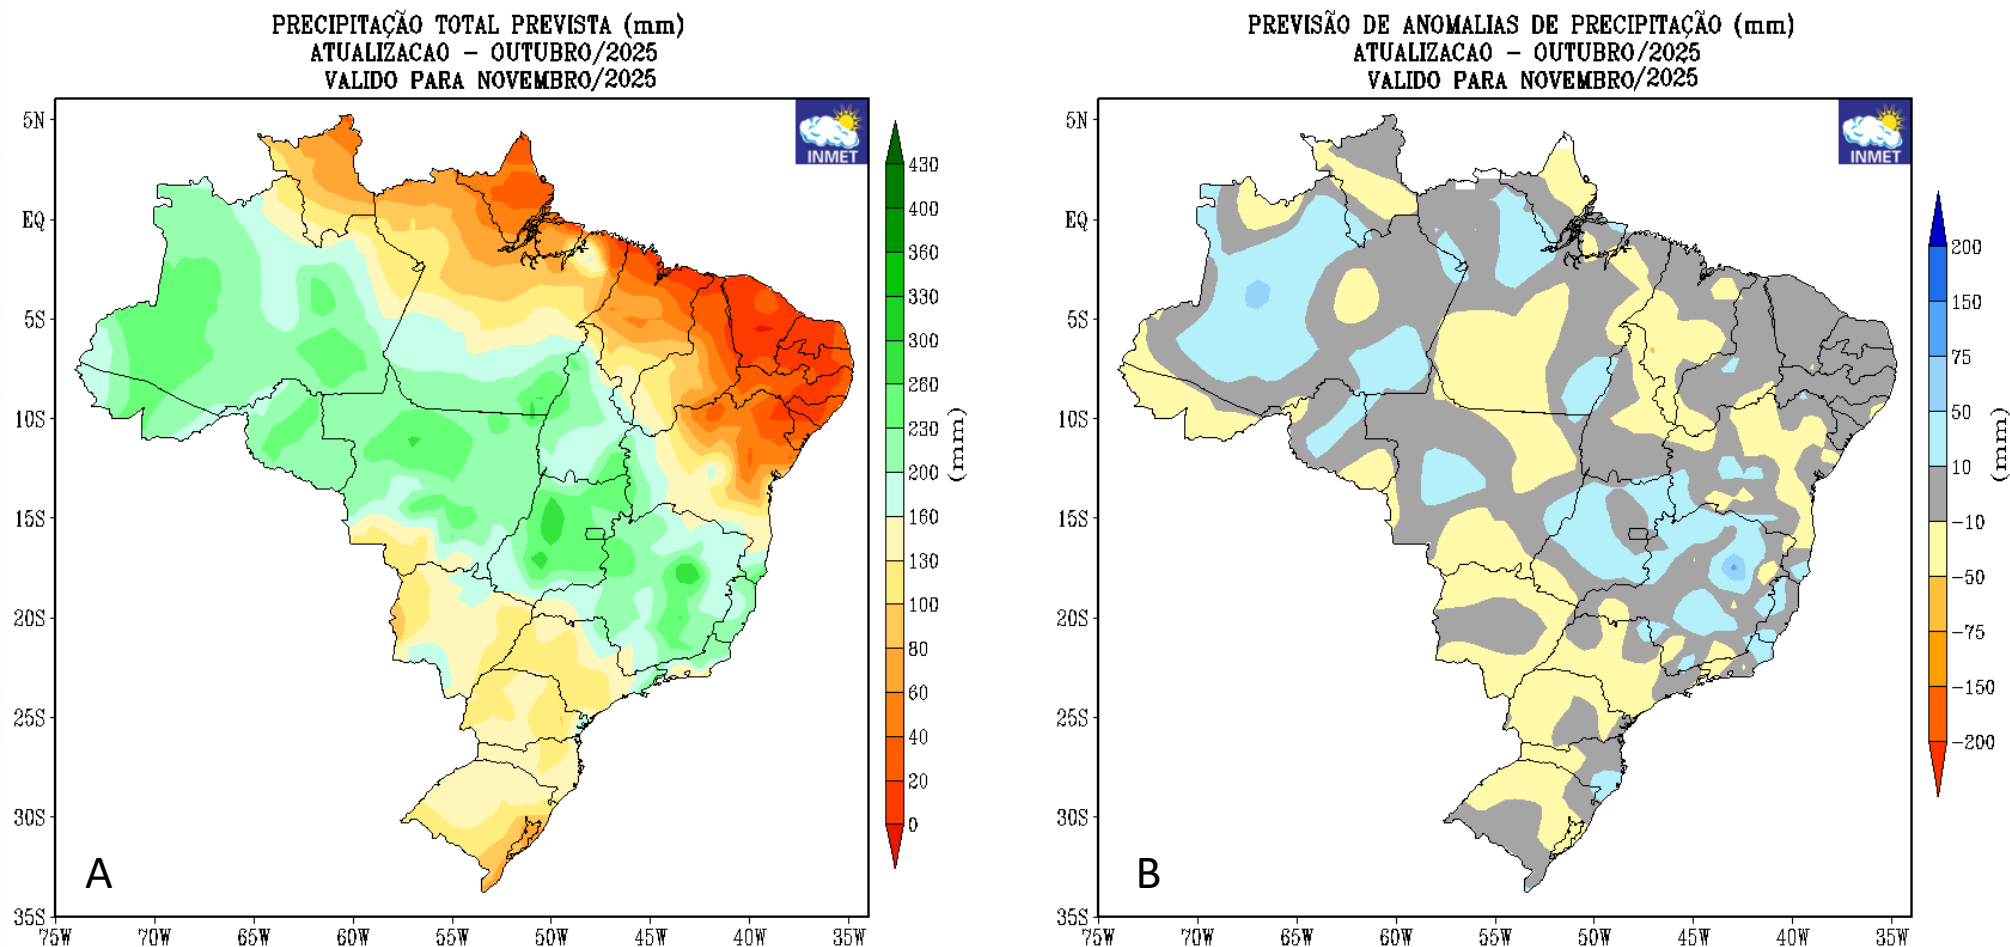 PRECIPITAÇÃO TOTAL PREVISTA (mm)
ATUALIZACAO – OUTUBRO/2025
VALIDO PARA NOVEMBRO/2025
INMET
5N
EQ
5S
10S
15S
20S
25S
30S
35S
75W 70W 65W 60W 55W 50W 45W 40W 35W
430
400
360
330
300
260
230
200
160
130
100
80
60
40
20
0
(mm)
A
PREVISÃO DE ANOMALIAS DE PRECIPITAÇÃO (mm)
ATUALIZACAO – OUTUBRO/2025
VALIDO PARA NOVEMBRO/2025
INMET
5N
EQ
5S
10S
15S
20S
25S
30S
35S
75W 70W 65W 60W 55W 50W 45W 40W 35W
200
150
75
50
10
-10
-50
-75
-150
-200
(mm)
B